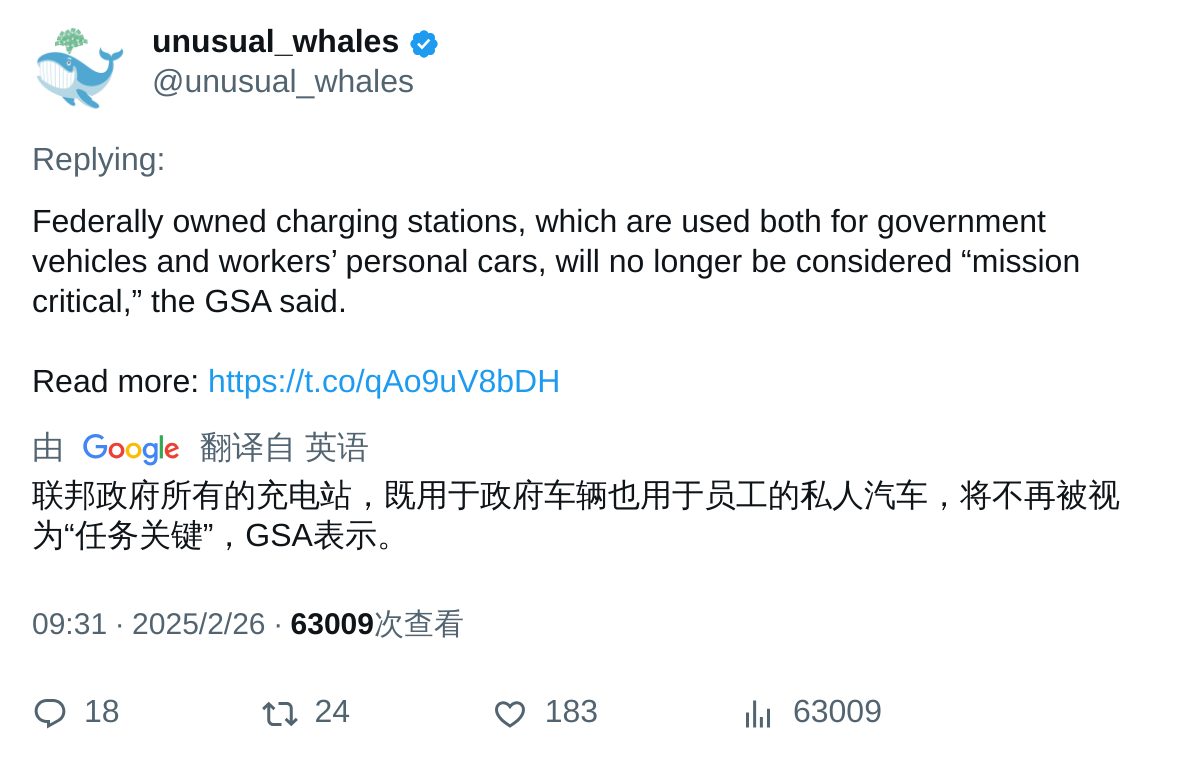 unusual_whales
@unusual_whales
Replying:
Federally owned charging stations, which are used both for government
vehicles and workers’ personal cars, will no longer be considered “mission
critical,” the GSA said.
Read more: https://t.co/qAo9uV8bDH
由 Google 翻译自 英语
联邦政府所有的充电站，既用于政府车辆也用于员工的私人汽车，将不再被视
为“任务关键”，GSA表示。
09:31 · 2025/2/26 · 63009次查看
18 24 183 63009